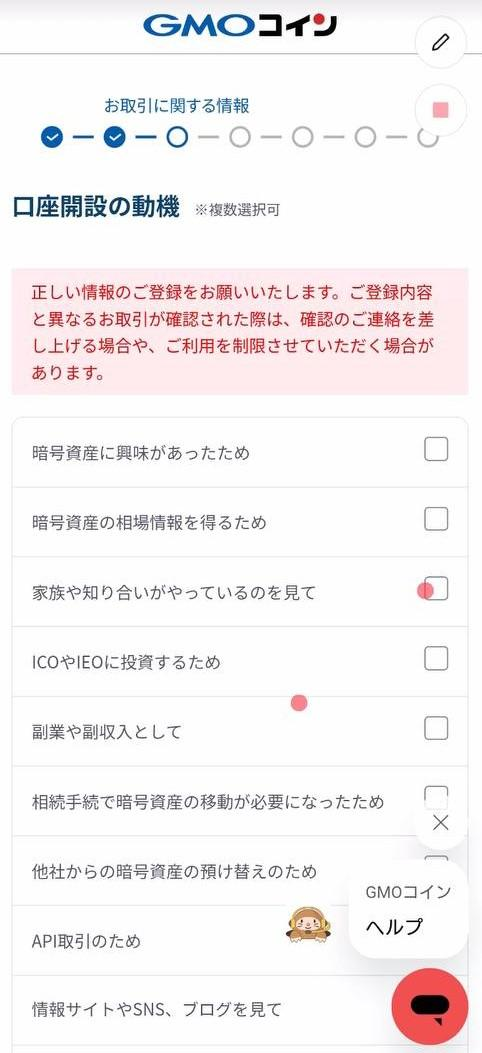 GMOコイン
お取引に関する情報
口座開設の動機 ※複数選択可
正しい情報のご登録をお願いいたします。ご登録内容
と異なるお取引が確認された際は、確認のご連絡を差
し上げる場合や、ご利用を制限させていただく場合が
あります。
暗号資産に興味があったため
暗号資産の相場情報を得るため
家族や知り合いがやっているのを見て
ICOやIEOに投資するため
副業や副収入として
相続手続で暗号資産の移動が必要になったため
他社からの暗号資産の預け替えのため
GMOコイン
ヘルプ
API取引のため
情報サイトやSNS、ブログを見て